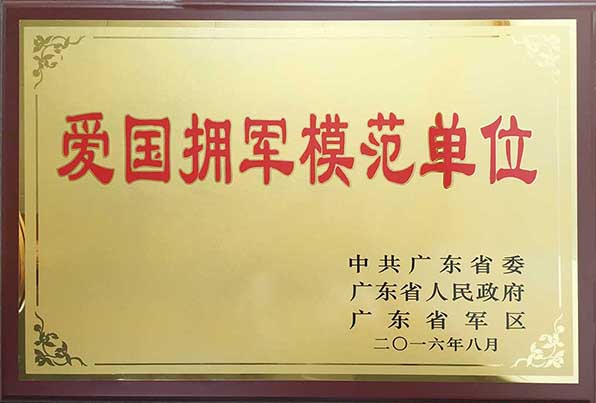 爱国拥军模范单位
中共广东省委
广东省人民政府
广东省军区
二〇一六年八月